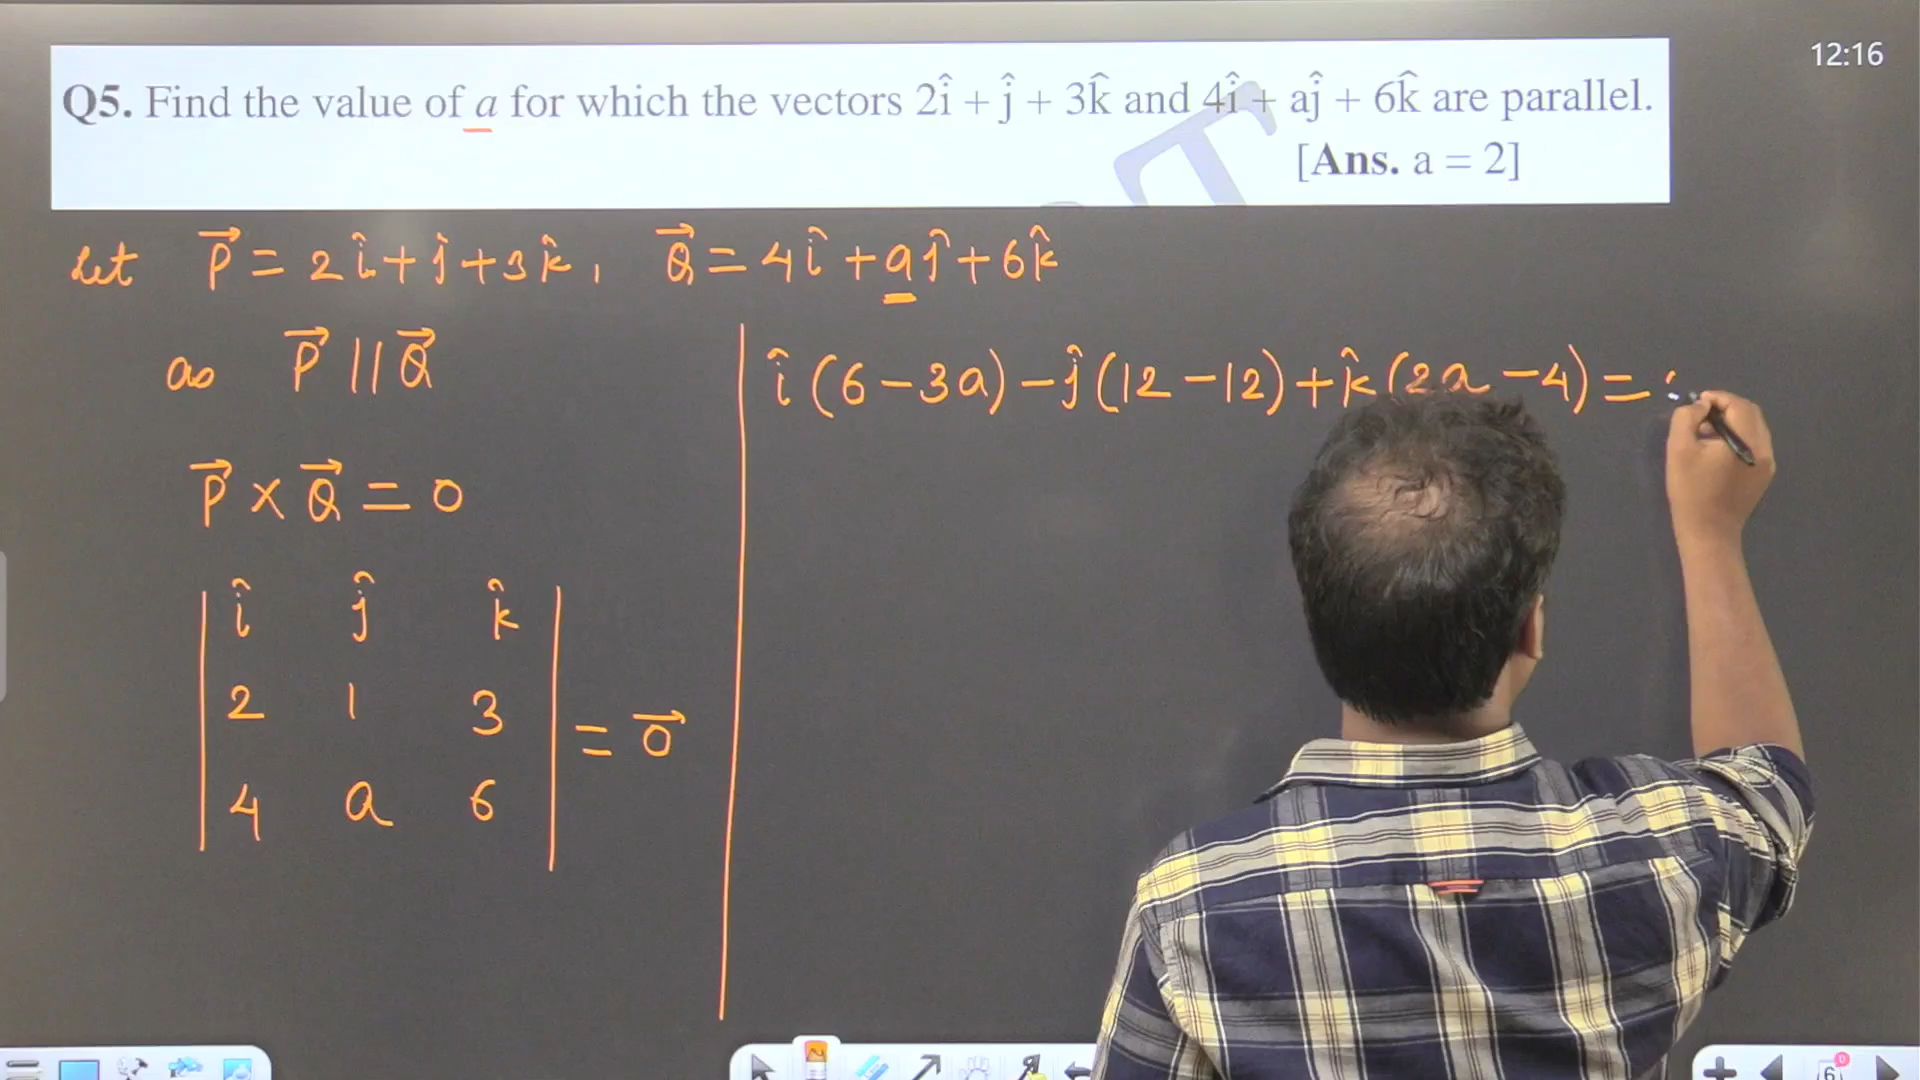 12:16
Q5. Find the value of a for which the vectors 2î + ĵ + 3k̂ and 4î + aĵ + 6k̂ are parallel.
[Ans. a = 2]
Let P⃗ = 2î + ĵ + 3k̂, Q⃗ = 4î + aĵ + 6k̂
as P⃗ || Q⃗
P⃗ × Q⃗ = 0
î ĵ k̂
2 1 3
4 a 6
= 0⃗
î (6 - 3a) - ĵ (12 - 12) + k̂ (2a - 4) =